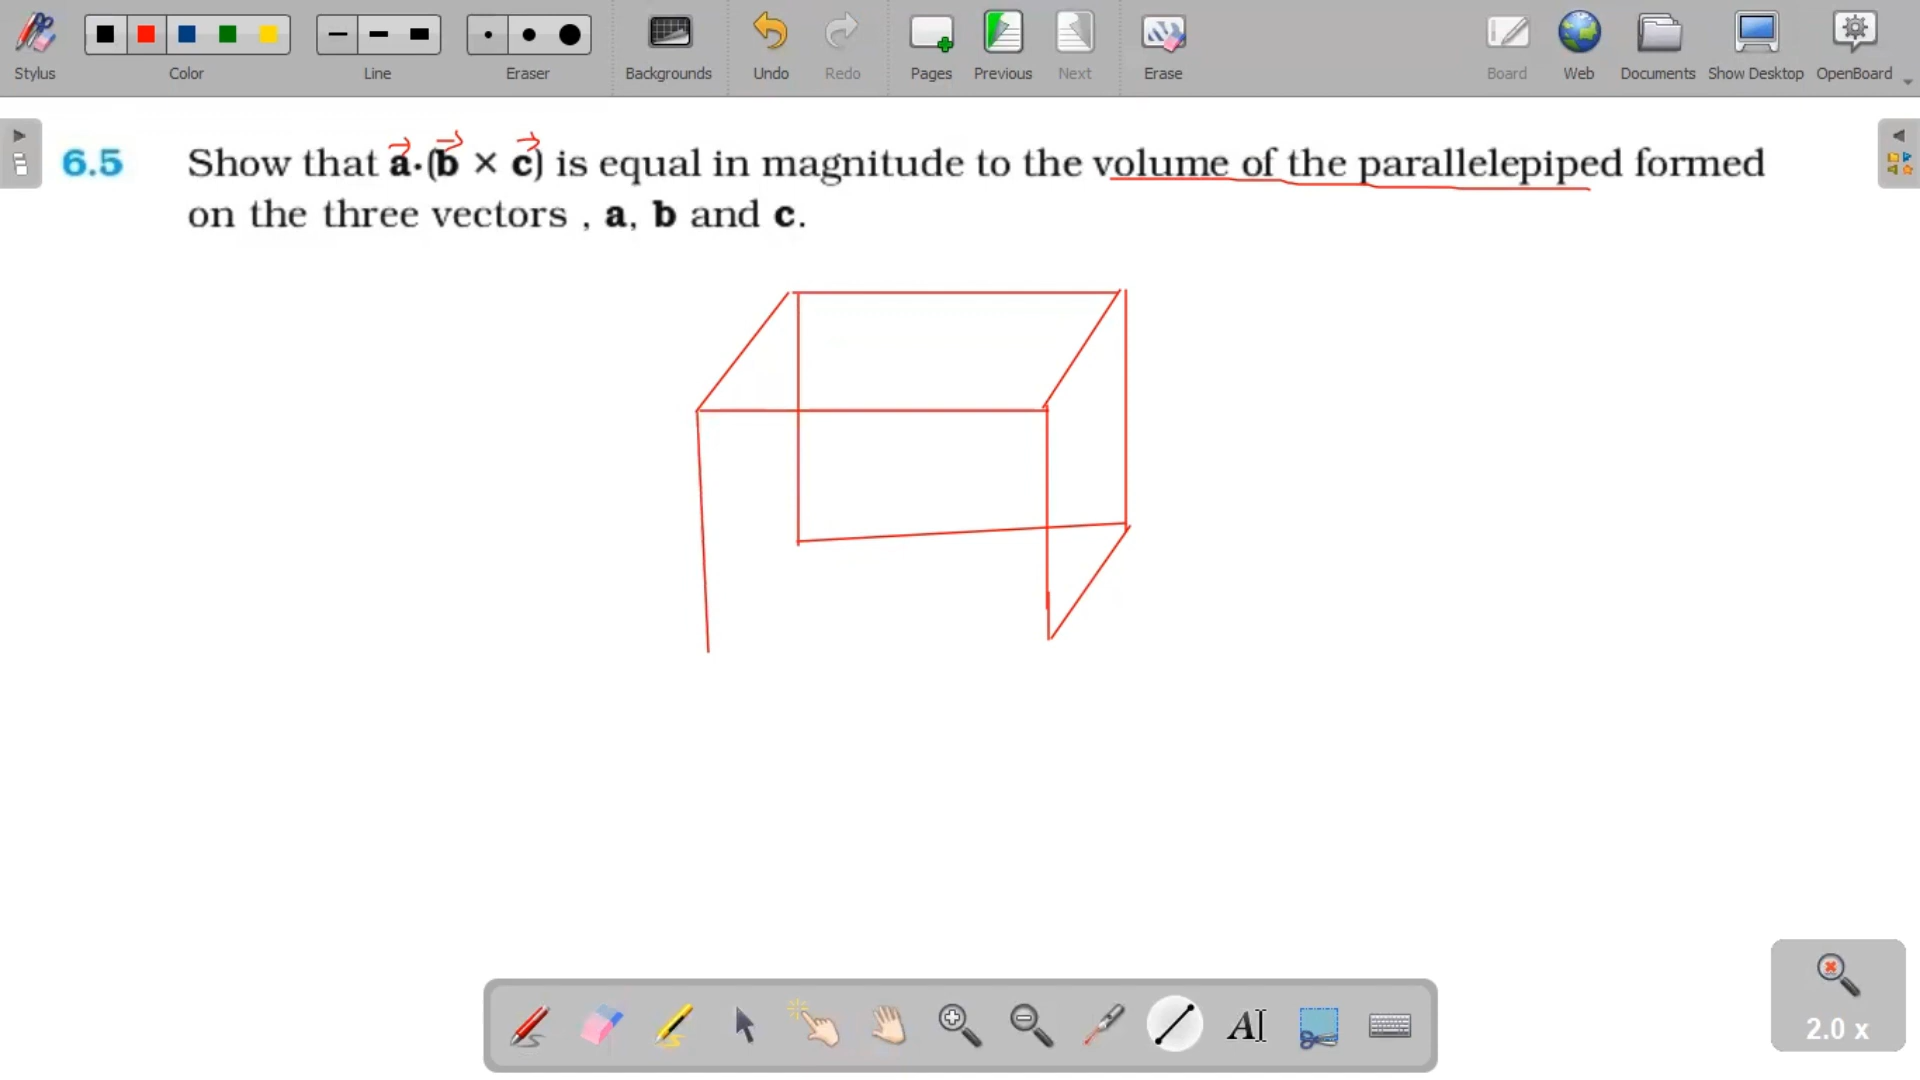 Stylus
Color
Line
Eraser
Backgrounds
Undo
Redo
Pages
Previous
Next
Erase
Board
Web
Documents
Show Desktop
OpenBoard
6.5 Show that a⃗·(b⃗ × c⃗) is equal in magnitude to the volume of the parallelepiped formed
on the three vectors , a, b and c.
AI
2.0 x